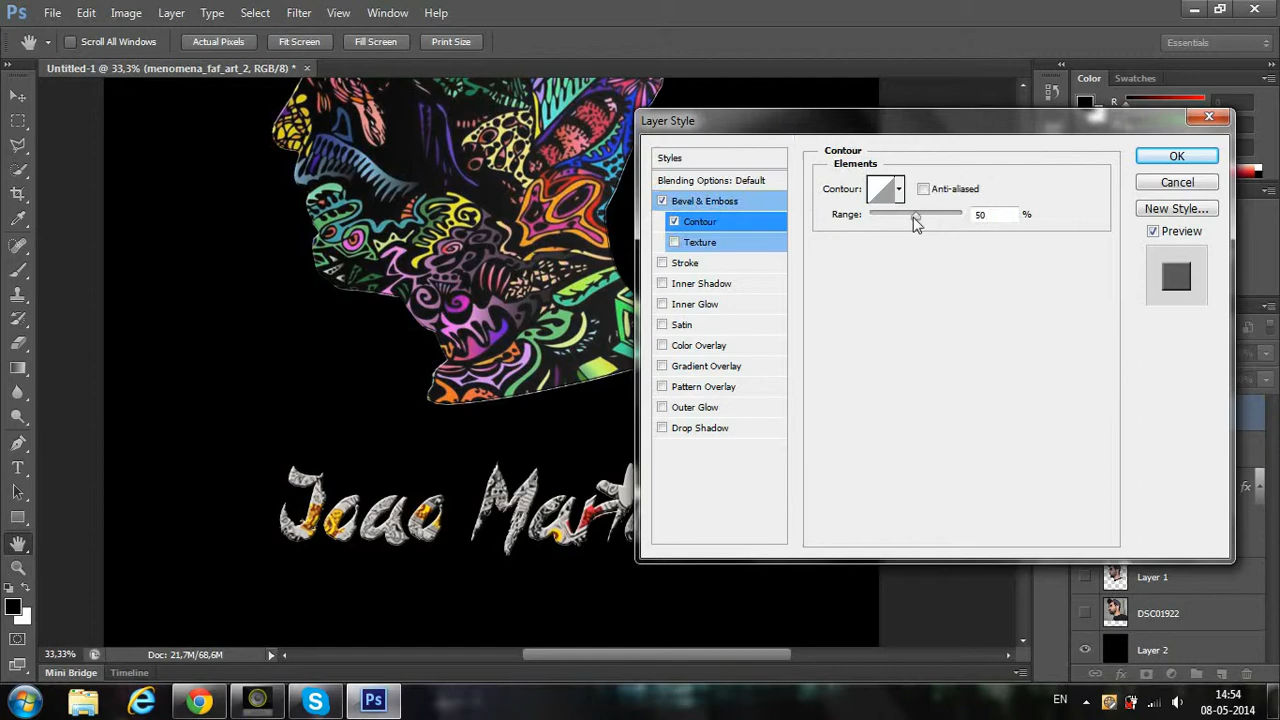 Ps File Edit Image Layer Type Select Filter 3D View Window Help
Scroll All Windows Actual Pixels Fit Screen Fill Screen Print Size Essentials
Untitled-1 @ 33,3% (menomena_faf_art_2, RGB/8) * ×
Color Swatches
R 0
Layer Style
Styles
Blending Options: Default
Bevel & Emboss
Contour
Texture
Stroke
Inner Shadow
Inner Glow
Satin
Color Overlay
Gradient Overlay
Pattern Overlay
Outer Glow
Drop Shadow
Contour
Elements
Contour: Anti-aliased
Range: 50 %
OK
Cancel
New Style...
Preview
Joao
fx
Layer 1
DSC01922
Layer 2
33,33% Doc: 21,7M/68,6M
Mini Bridge Timeline
EN
14:54
08-05-2014